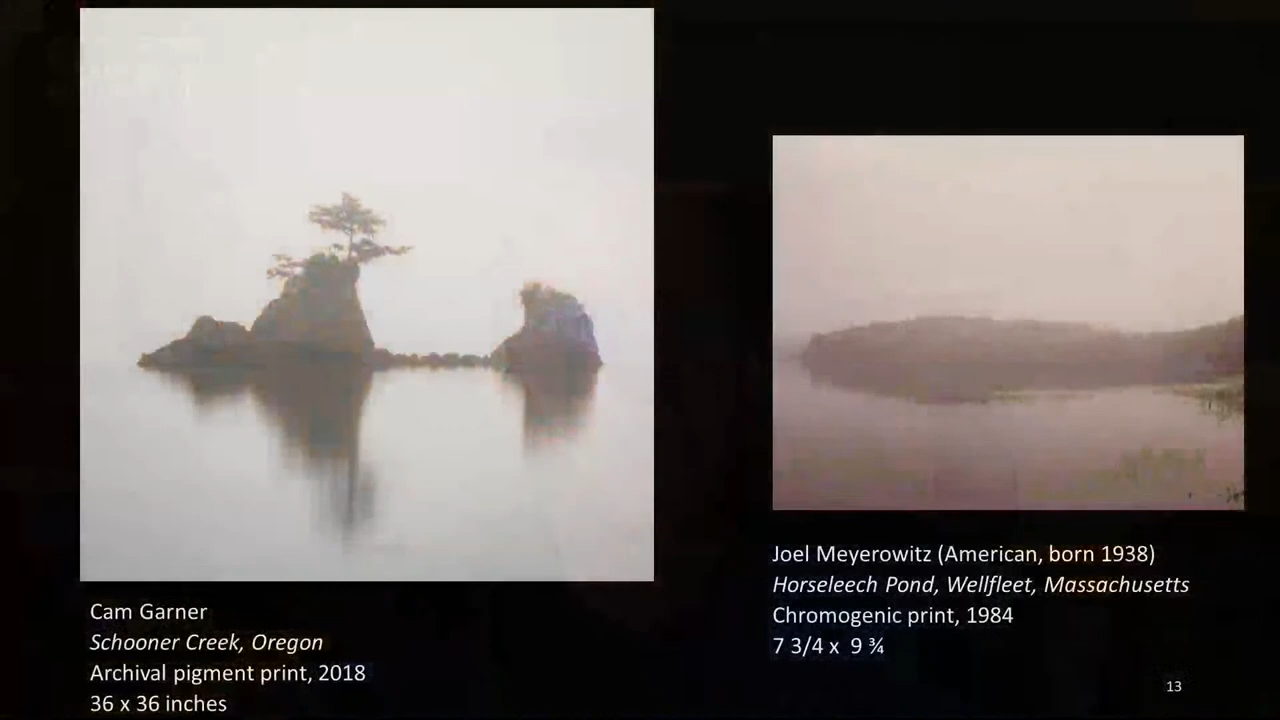 Cam Garner
Schooner Creek, Oregon
Archival pigment print, 2018
36 x 36 inches
Joel Meyerowitz (American, born 1938)
Horseleech Pond, Wellfleet, Massachusetts
Chromogenic print, 1984
7 3/4 x 9 ¾
13